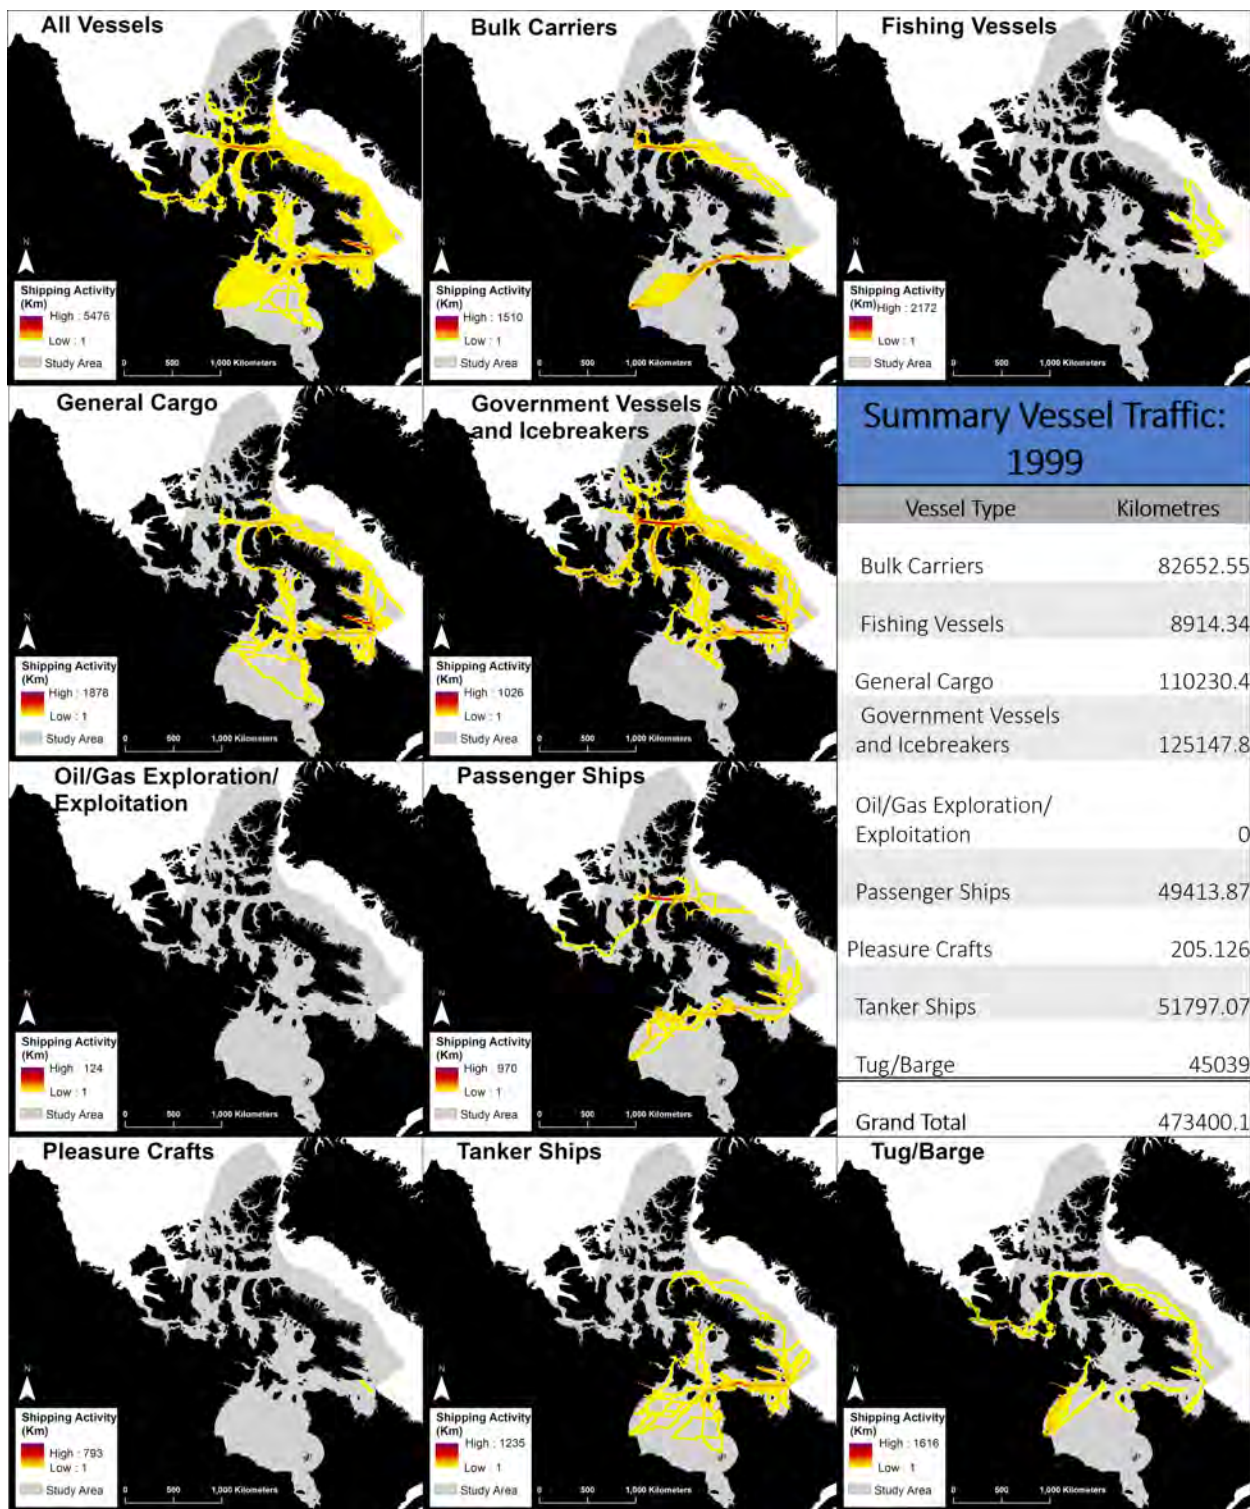 All Vessels
N
Shipping Activity
(Km)
High : 5476
Low : 1
Study Area
0 500 1,000 Kilometers
Bulk Carriers
N
Shipping Activity
(Km)
High : 1510
Low : 1
Study Area
0 500 1,000 Kilometers
Fishing Vessels
N
Shipping Activity
(Km) High : 2172
Low : 1
Study Area
0 500 1,000 Kilometers
General Cargo
N
Shipping Activity
(Km)
High : 1878
Low : 1
Study Area
0 500 1,000 Kilometers
Government Vessels
and Icebreakers
N
Shipping Activity
(Km)
High : 1026
Low : 1
Study Area
0 500 1,000 Kilometers
Summary Vessel Traffic:
1999
Vessel Type Kilometres
Bulk Carriers 82652.55
Fishing Vessels 8914.34
General Cargo 110230.4
Government Vessels
and Icebreakers 125147.8
Oil/Gas Exploration/
Exploitation 0
Passenger Ships 49413.87
Pleasure Crafts 205.126
Tanker Ships 51797.07
Tug/Barge 45039
Grand Total 473400.1
Oil/Gas Exploration/
Exploitation
N
Shipping Activity
(Km)
High : 124
Low : 1
Study Area
0 500 1,000 Kilometers
Passenger Ships
N
Shipping Activity
(Km)
High : 970
Low : 1
Study Area
0 500 1,000 Kilometers
Pleasure Crafts
N
Shipping Activity
(Km)
High : 793
Low : 1
Study Area
0 500 1,000 Kilometers
Tanker Ships
N
Shipping Activity
(Km)
High : 1235
Low : 1
Study Area
0 500 1,000 Kilometers
Tug/Barge
N
Shipping Activity
(Km)
High : 1616
Low : 1
Study Area
0 500 1,000 Kilometers